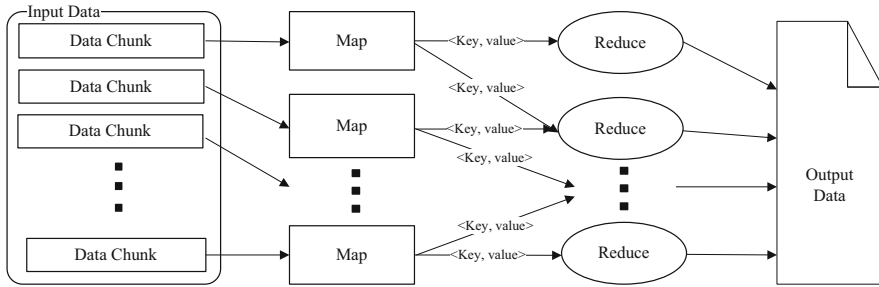 Input Data
Data Chunk
Data Chunk
Data Chunk
Data Chunk
Map
Map
Map
<Key, value>
<Key, value>
<Key, value>
<Key, value>
<Key, value>
<Key, value>
Reduce
Reduce
Reduce
Output
Data